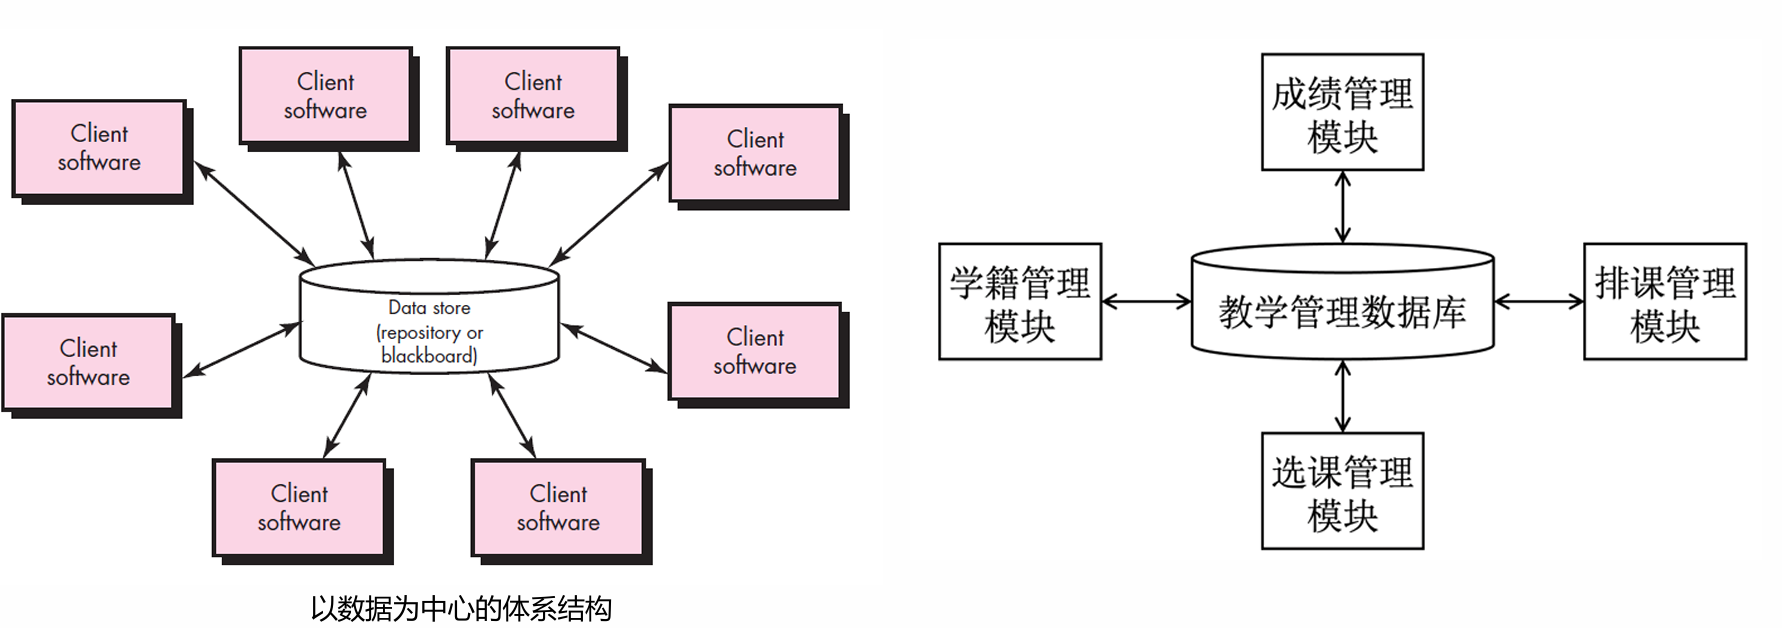 Client
software
Client
software
Client
software
Client
software
Client
software
Client
software
Client
software
Client
software
Data store
(repository or
blackboard)
以数据为中心的体系结构
成绩管理
模块
学籍管理
模块
教学管理数据库
排课管理
模块
选课管理
模块